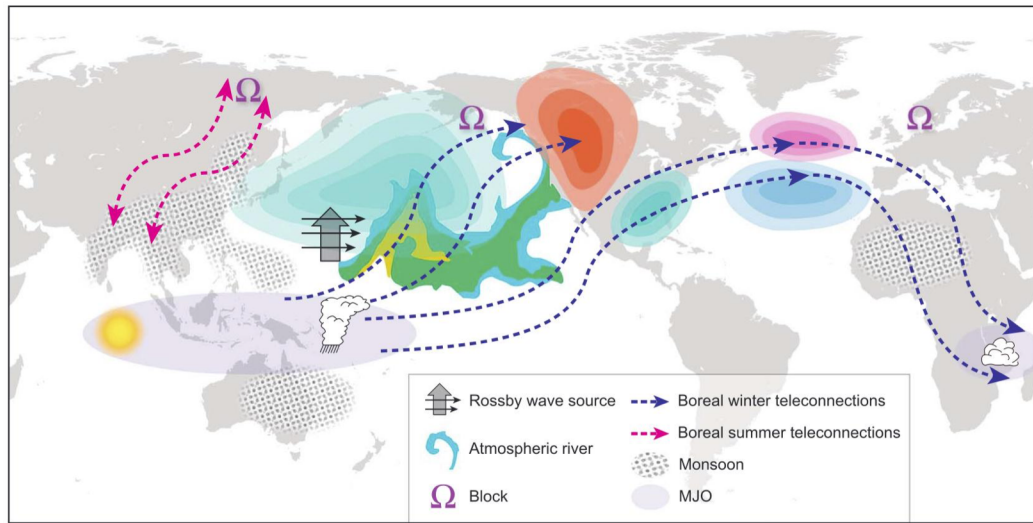 Ω
Ω
Ω
Rossby wave source
Boreal winter teleconnections
Atmospheric river
Boreal summer teleconnections
Monsoon
Ω Block
MJO